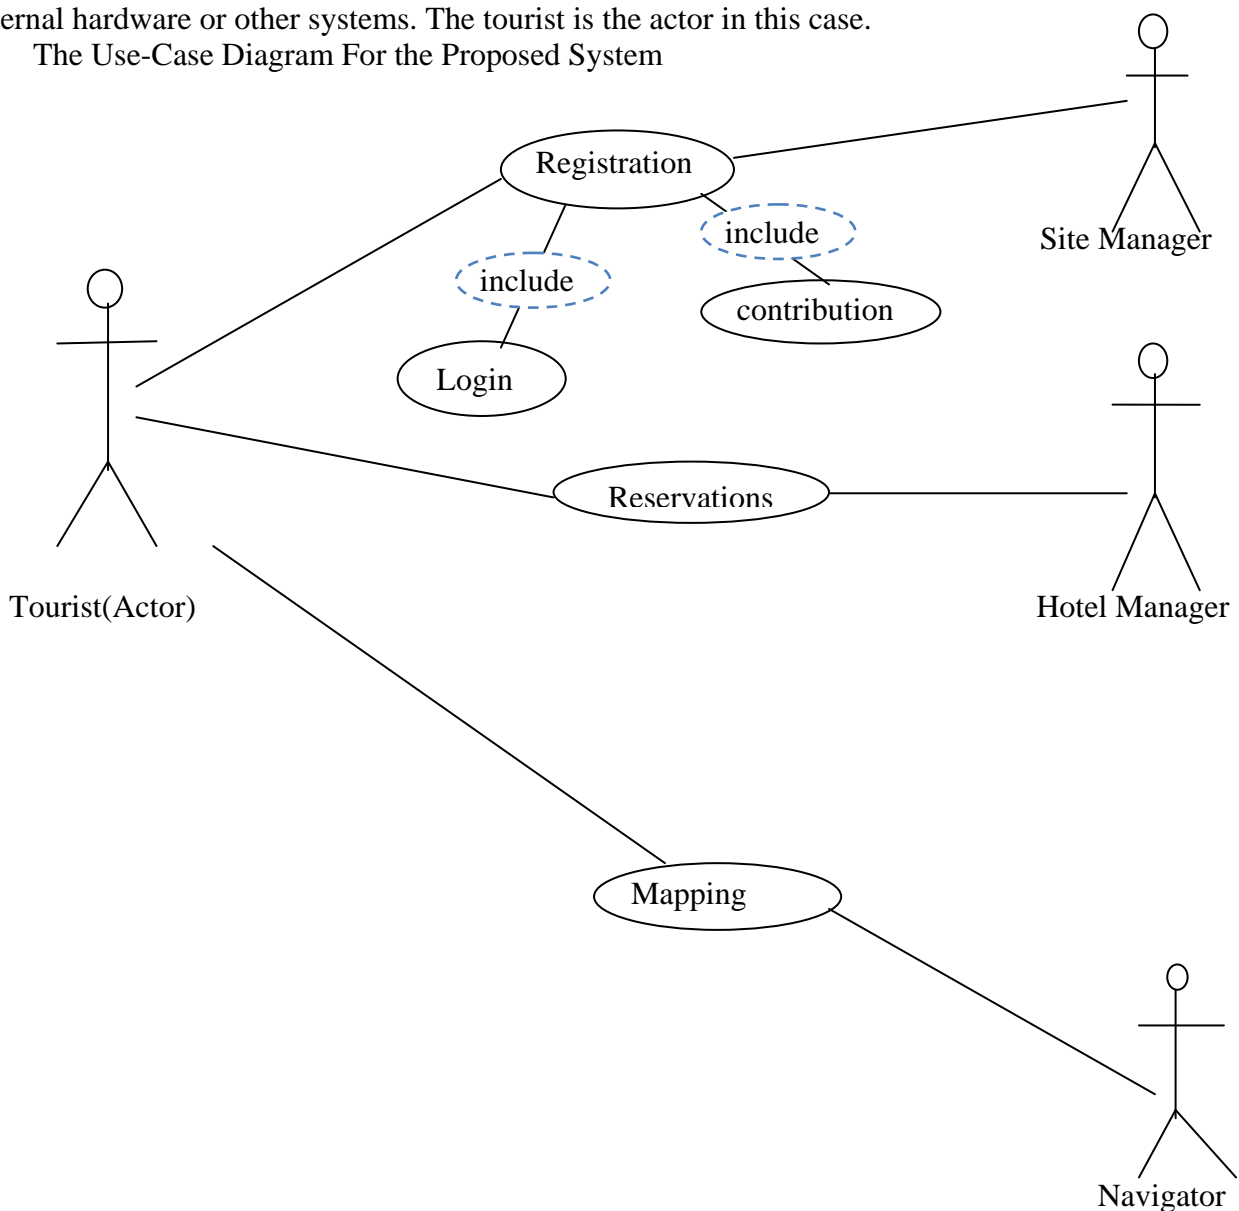 ernal hardware or other systems. The tourist is the actor in this case.
The Use-Case Diagram For the Proposed System
Registration
include
Site Manager
include
contribution
Login
Reservations
Tourist(Actor)
Hotel Manager
Mapping
Navigator